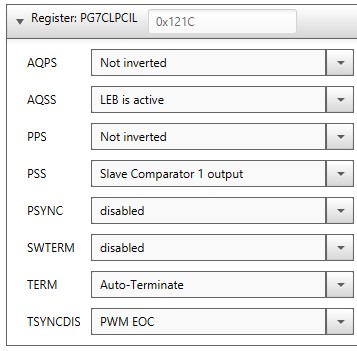 Register: PG7CLPCIL 0x121C
AQPS Not inverted
AQSS LEB is active
PPS Not inverted
PSS Slave Comparator 1 output
PSYNC disabled
SWTERM disabled
TERM Auto-Terminate
TSYNCDIS PWM EOC